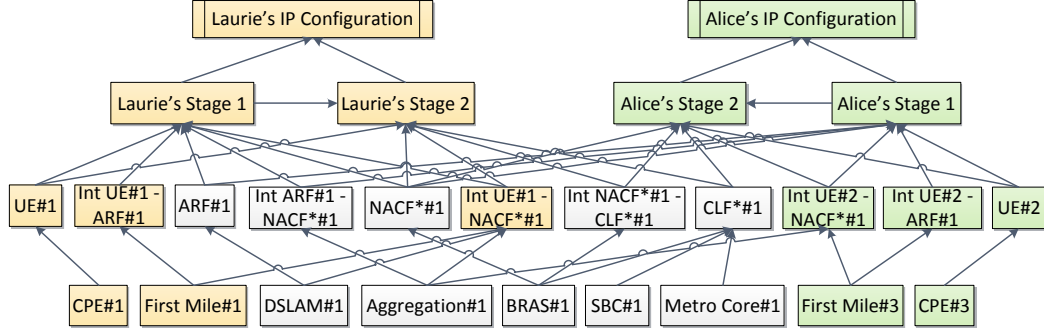 Laurie's IP Configuration
Alice's IP Configuration
Laurie's Stage 1
Laurie's Stage 2
Alice's Stage 2
Alice's Stage 1
UE#1
Int UE#1 -
ARF#1
ARF#1
Int ARF#1 -
NACF*#1
NACF*#1
Int UE#1 -
NACF*#1
Int NACF*#1 -
CLF*#1
CLF*#1
Int UE#2 -
NACF*#1
Int UE#2 -
ARF#1
UE#2
CPE#1
First Mile#1
DSLAM#1
Aggregation#1
BRAS#1
SBC#1
Metro Core#1
First Mile#3
CPE#3